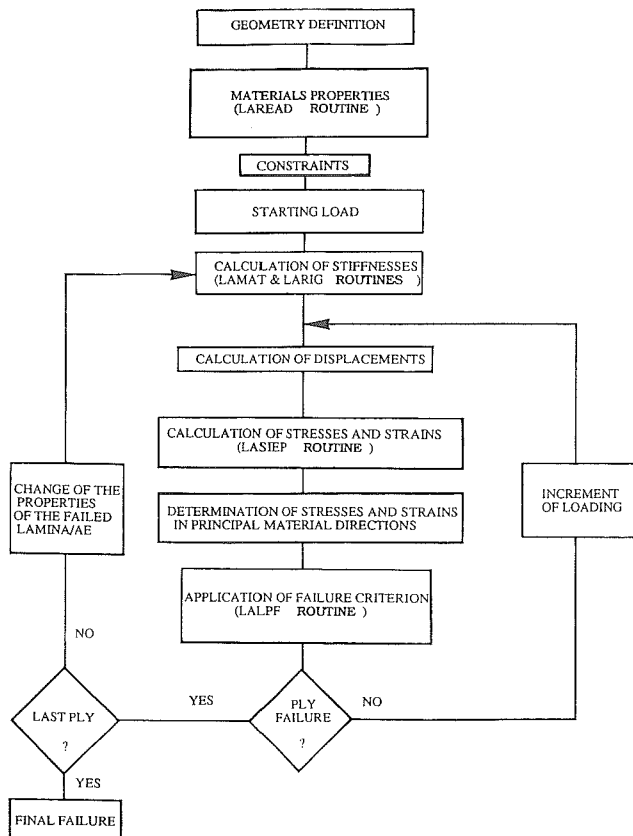 GEOMETRY DEFINITION
MATERIALS PROPERTIES
(LAREAD ROUTINE )
CONSTRAINTS
STARTING LOAD
CALCULATION OF STIFFNESSES
(LAMAT & LARIG ROUTINES )
CALCULATION OF DISPLACEMENTS
CALCULATION OF STRESSES AND STRAINS
(LASIEP ROUTINE )
CHANGE OF THE
PROPERTIES
OF THE FAILED
LAMINA/AE
DETERMINATION OF STRESSES AND STRAINS
IN PRINCIPAL MATERIAL DIRECTIONS
INCREMENT
OF LOADING
APPLICATION OF FAILURE CRITERION
(LALPF ROUTINE )
NO
LAST PLY
?
YES
PLY
FAILURE
?
NO
YES
FINAL FAILURE